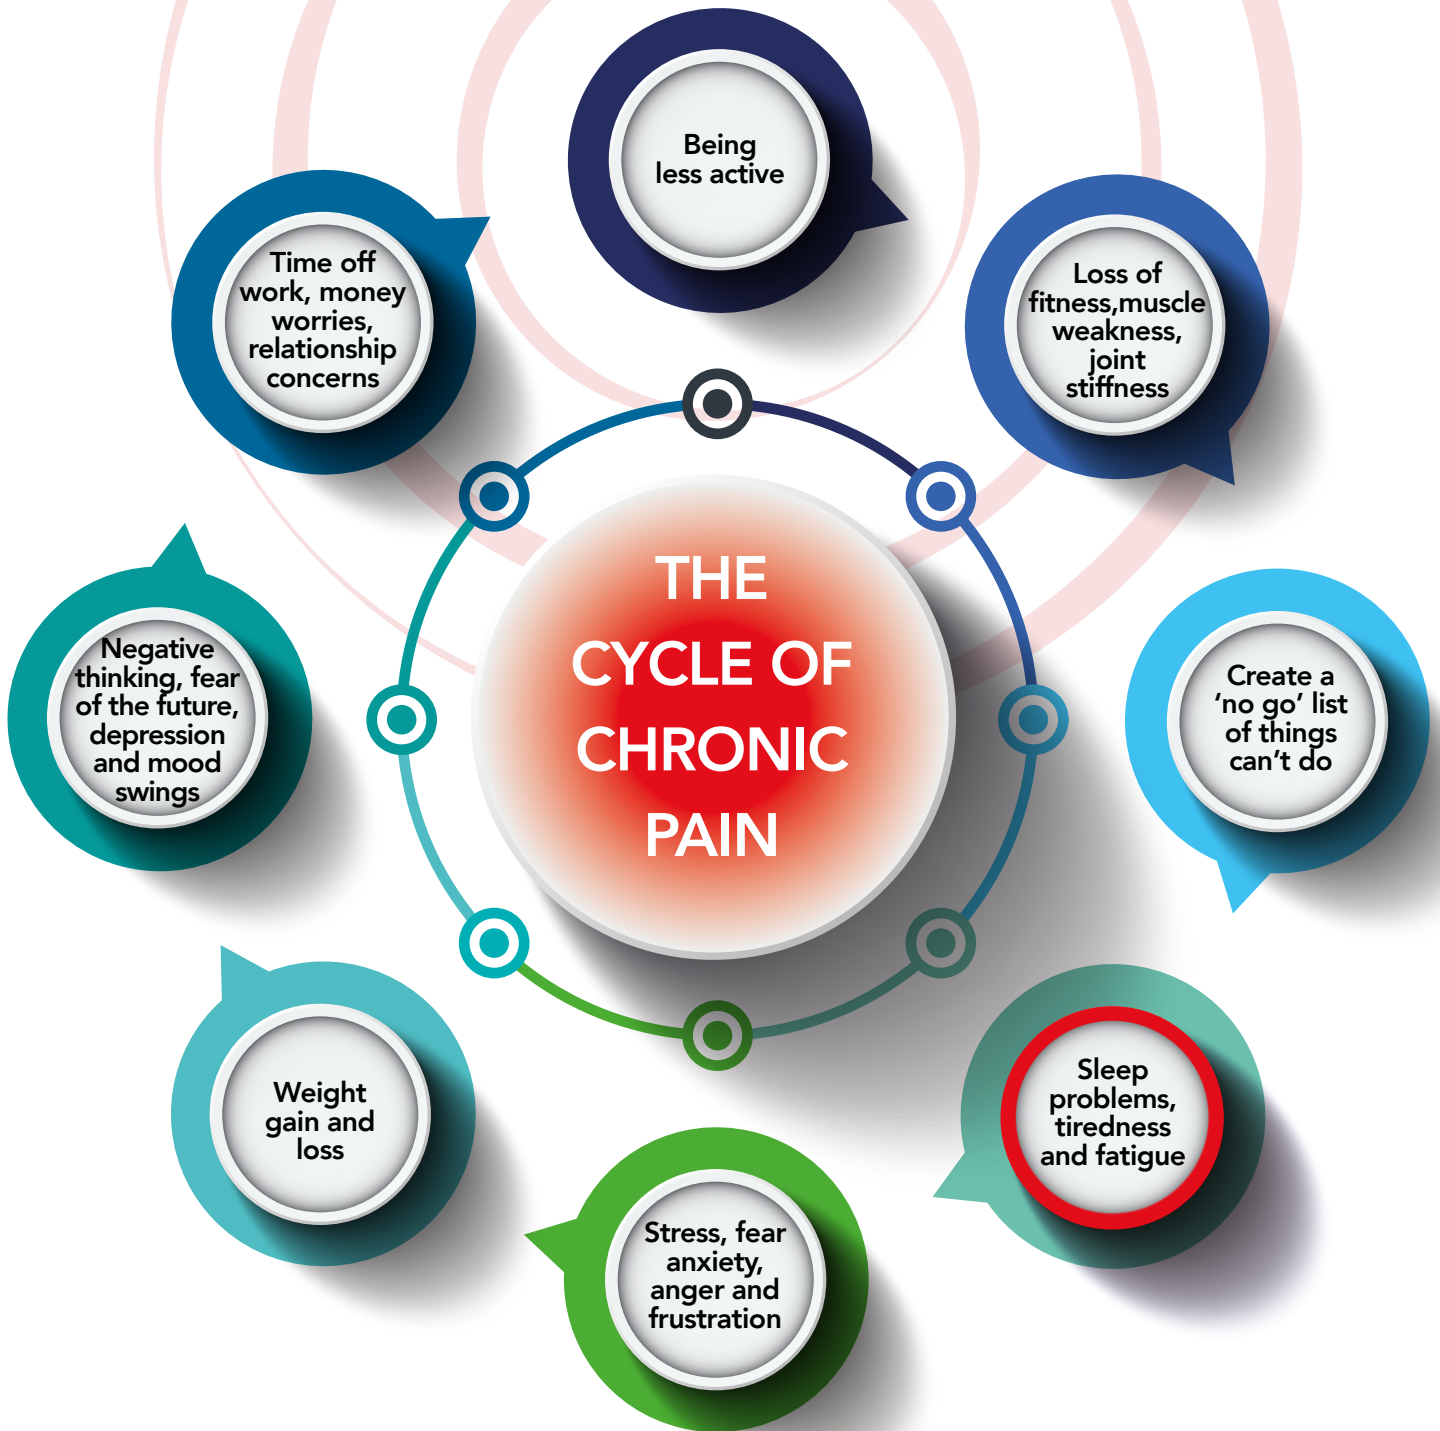 THE
CYCLE OF
CHRONIC
PAIN
Being
less active
Loss of
fitness,muscle
weakness,
joint
stiffness
Create a
‘no go’ list
of things
can’t do
Sleep
problems,
tiredness
and fatigue
Stress, fear
anxiety,
anger and
frustration
Weight
gain and
loss
Negative
thinking, fear
of the future,
depression
and mood
swings
Time off
work, money
worries,
relationship
concerns